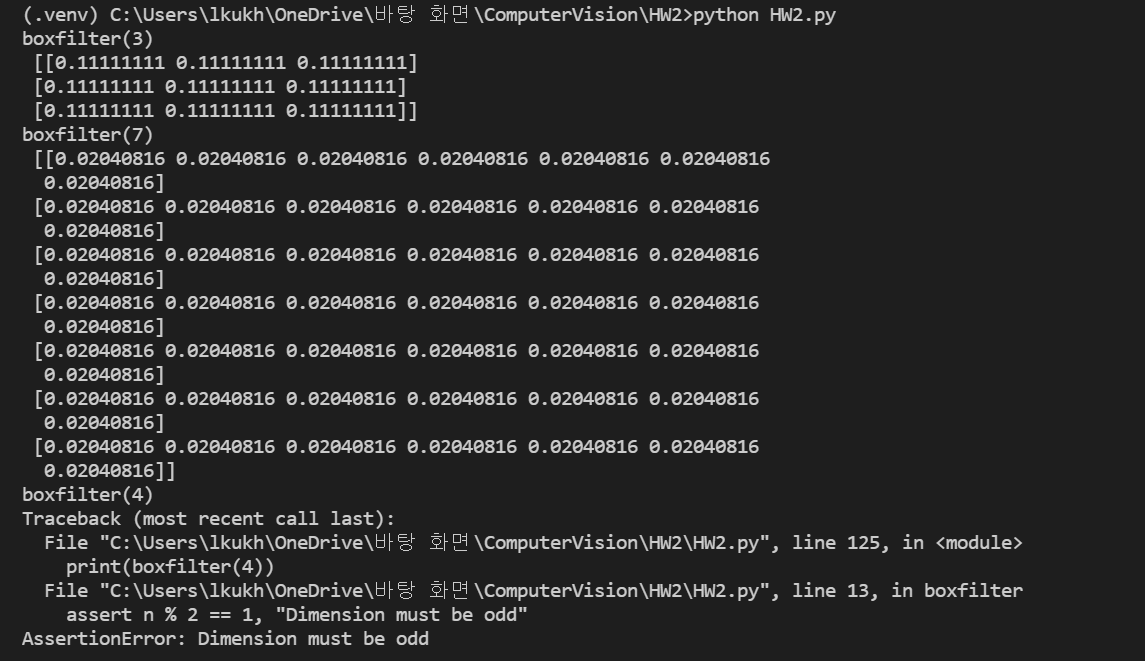 (.venv) C:\Users\lkukh\OneDrive\바탕 화면\ComputerVision\HW2>python HW2.py
boxfilter(3)
 [[0.11111111 0.11111111 0.11111111]
 [0.11111111 0.11111111 0.11111111]
 [0.11111111 0.11111111 0.11111111]]
boxfilter(7)
 [[0.02040816 0.02040816 0.02040816 0.02040816 0.02040816 0.02040816
  0.02040816]
 [0.02040816 0.02040816 0.02040816 0.02040816 0.02040816 0.02040816
  0.02040816]
 [0.02040816 0.02040816 0.02040816 0.02040816 0.02040816 0.02040816
  0.02040816]
 [0.02040816 0.02040816 0.02040816 0.02040816 0.02040816 0.02040816
  0.02040816]
 [0.02040816 0.02040816 0.02040816 0.02040816 0.02040816 0.02040816
  0.02040816]
 [0.02040816 0.02040816 0.02040816 0.02040816 0.02040816 0.02040816
  0.02040816]
 [0.02040816 0.02040816 0.02040816 0.02040816 0.02040816 0.02040816
  0.02040816]]
boxfilter(4)
Traceback (most recent call last):
  File "C:\Users\lkukh\OneDrive\바탕 화면\ComputerVision\HW2\HW2.py", line 125, in <module>
    print(boxfilter(4))
  File "C:\Users\lkukh\OneDrive\바탕 화면\ComputerVision\HW2\HW2.py", line 13, in boxfilter
    assert n % 2 == 1, "Dimension must be odd"
AssertionError: Dimension must be odd